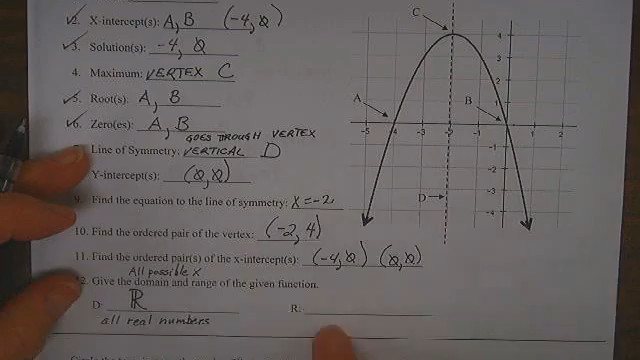 2. X-intercept(s): A, B (-4, 0)
3. Solution(s): -4, 0
4. Maximum: VERTEX C
5. Root(s): A, B
6. Zero(es): A, B
GOES THROUGH VERTEX
Line of Symmetry: VERTICAL D
Y-intercept(s): (0, 0)
9. Find the equation to the line of symmetry: X = -2
10. Find the ordered pair of the vertex: (-2, 4)
11. Find the ordered pair(s) of the x-intercept(s): (-4, 0) (0, 0)
All possible x
12. Give the domain and range of the given function.
D: ℝ R:
all real numbers
C
A
B
D
4
3
2
1
-5 -4 -3 -2 1 2
-1
-2
-3
-4